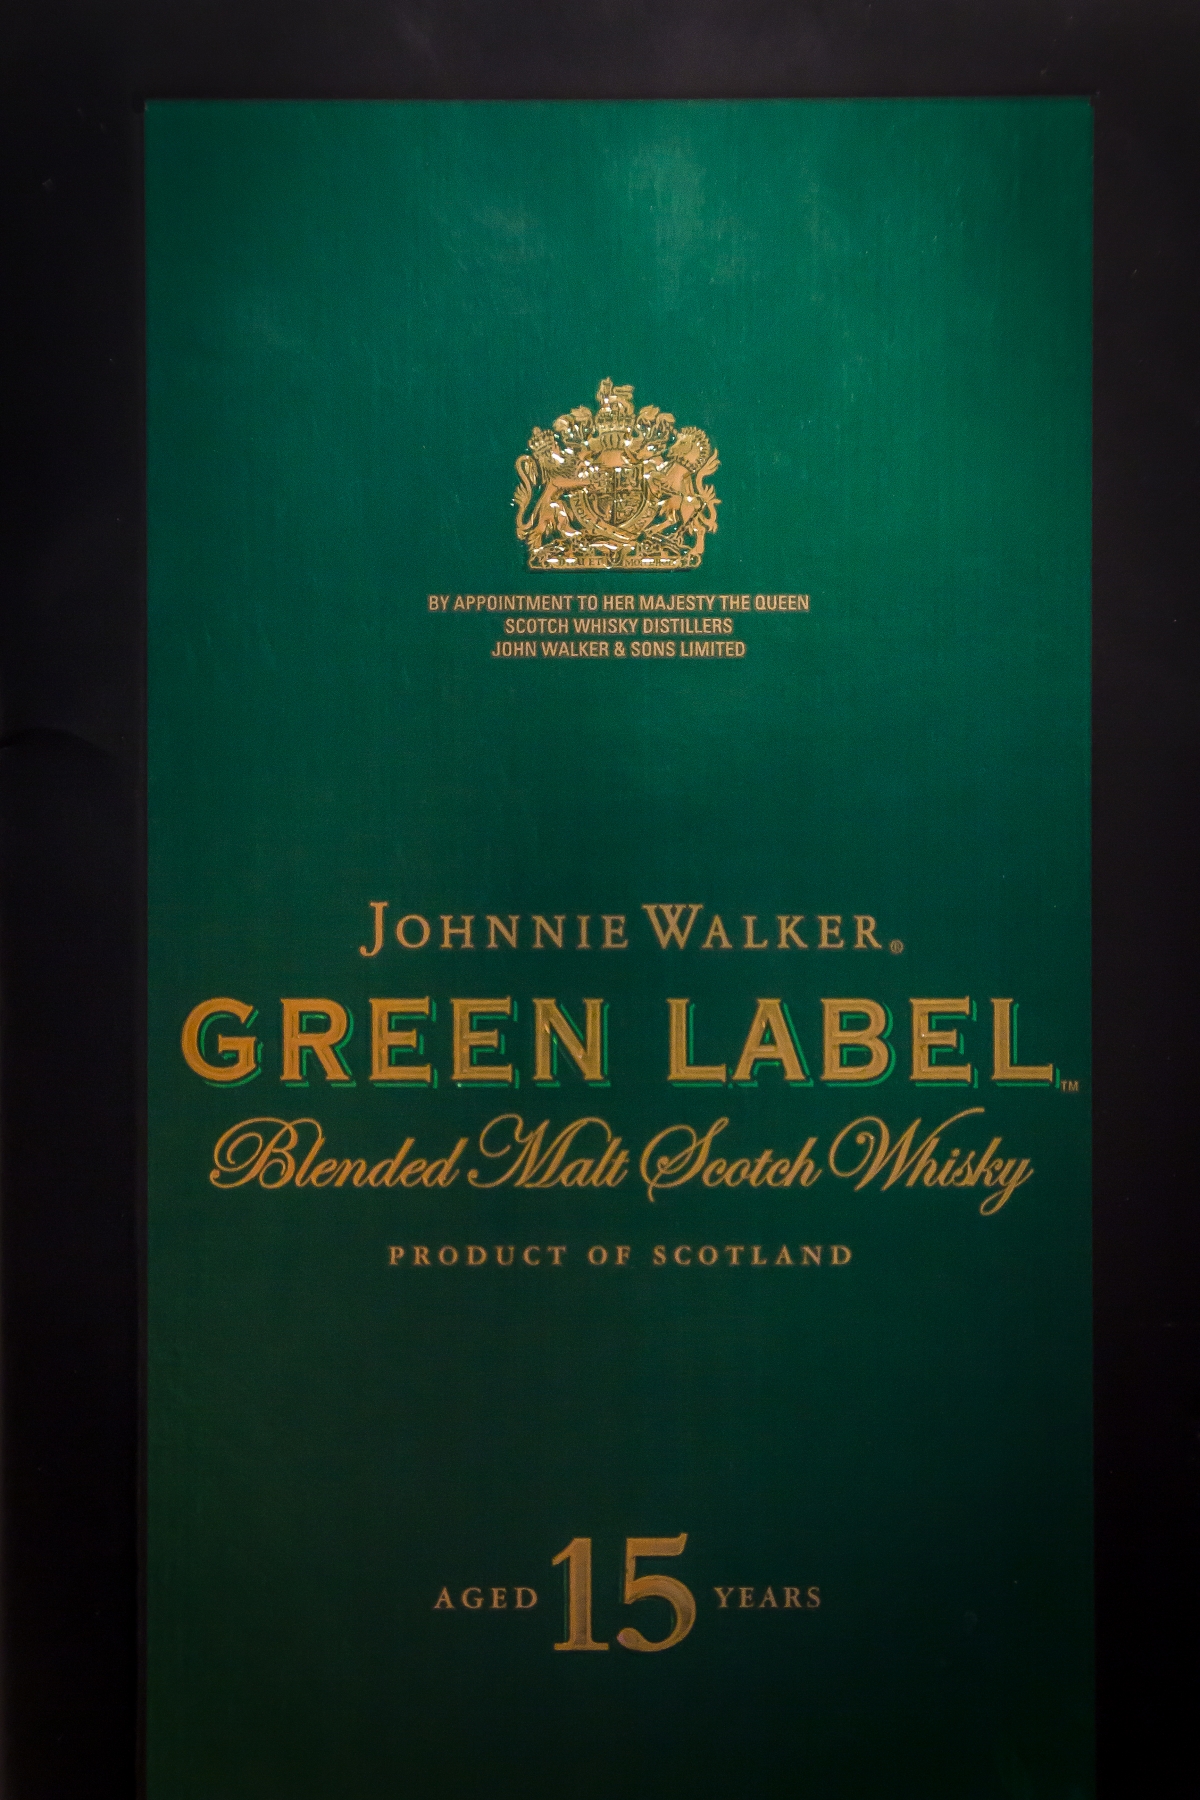 BY APPOINTMENT TO HER MAJESTY THE QUEEN
SCOTCH WHISKY DISTILLERS
JOHN WALKER & SONS LIMITED
JOHNNIE WALKER®
GREEN LABEL™
Blended Malt Scotch Whisky
PRODUCT OF SCOTLAND
AGED 15 YEARS